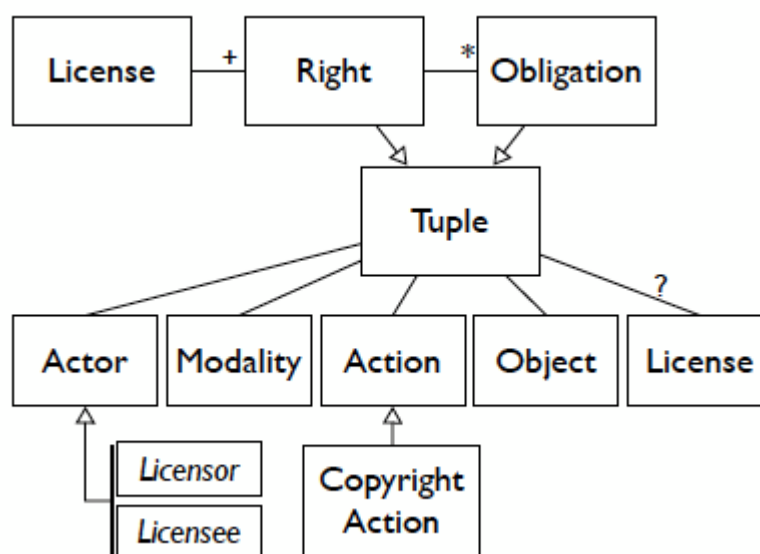 License
+
Right
*
Obligation
Tuple
?
Actor
Modality
Action
Object
License
Licensor
Licensee
Copyright
Action